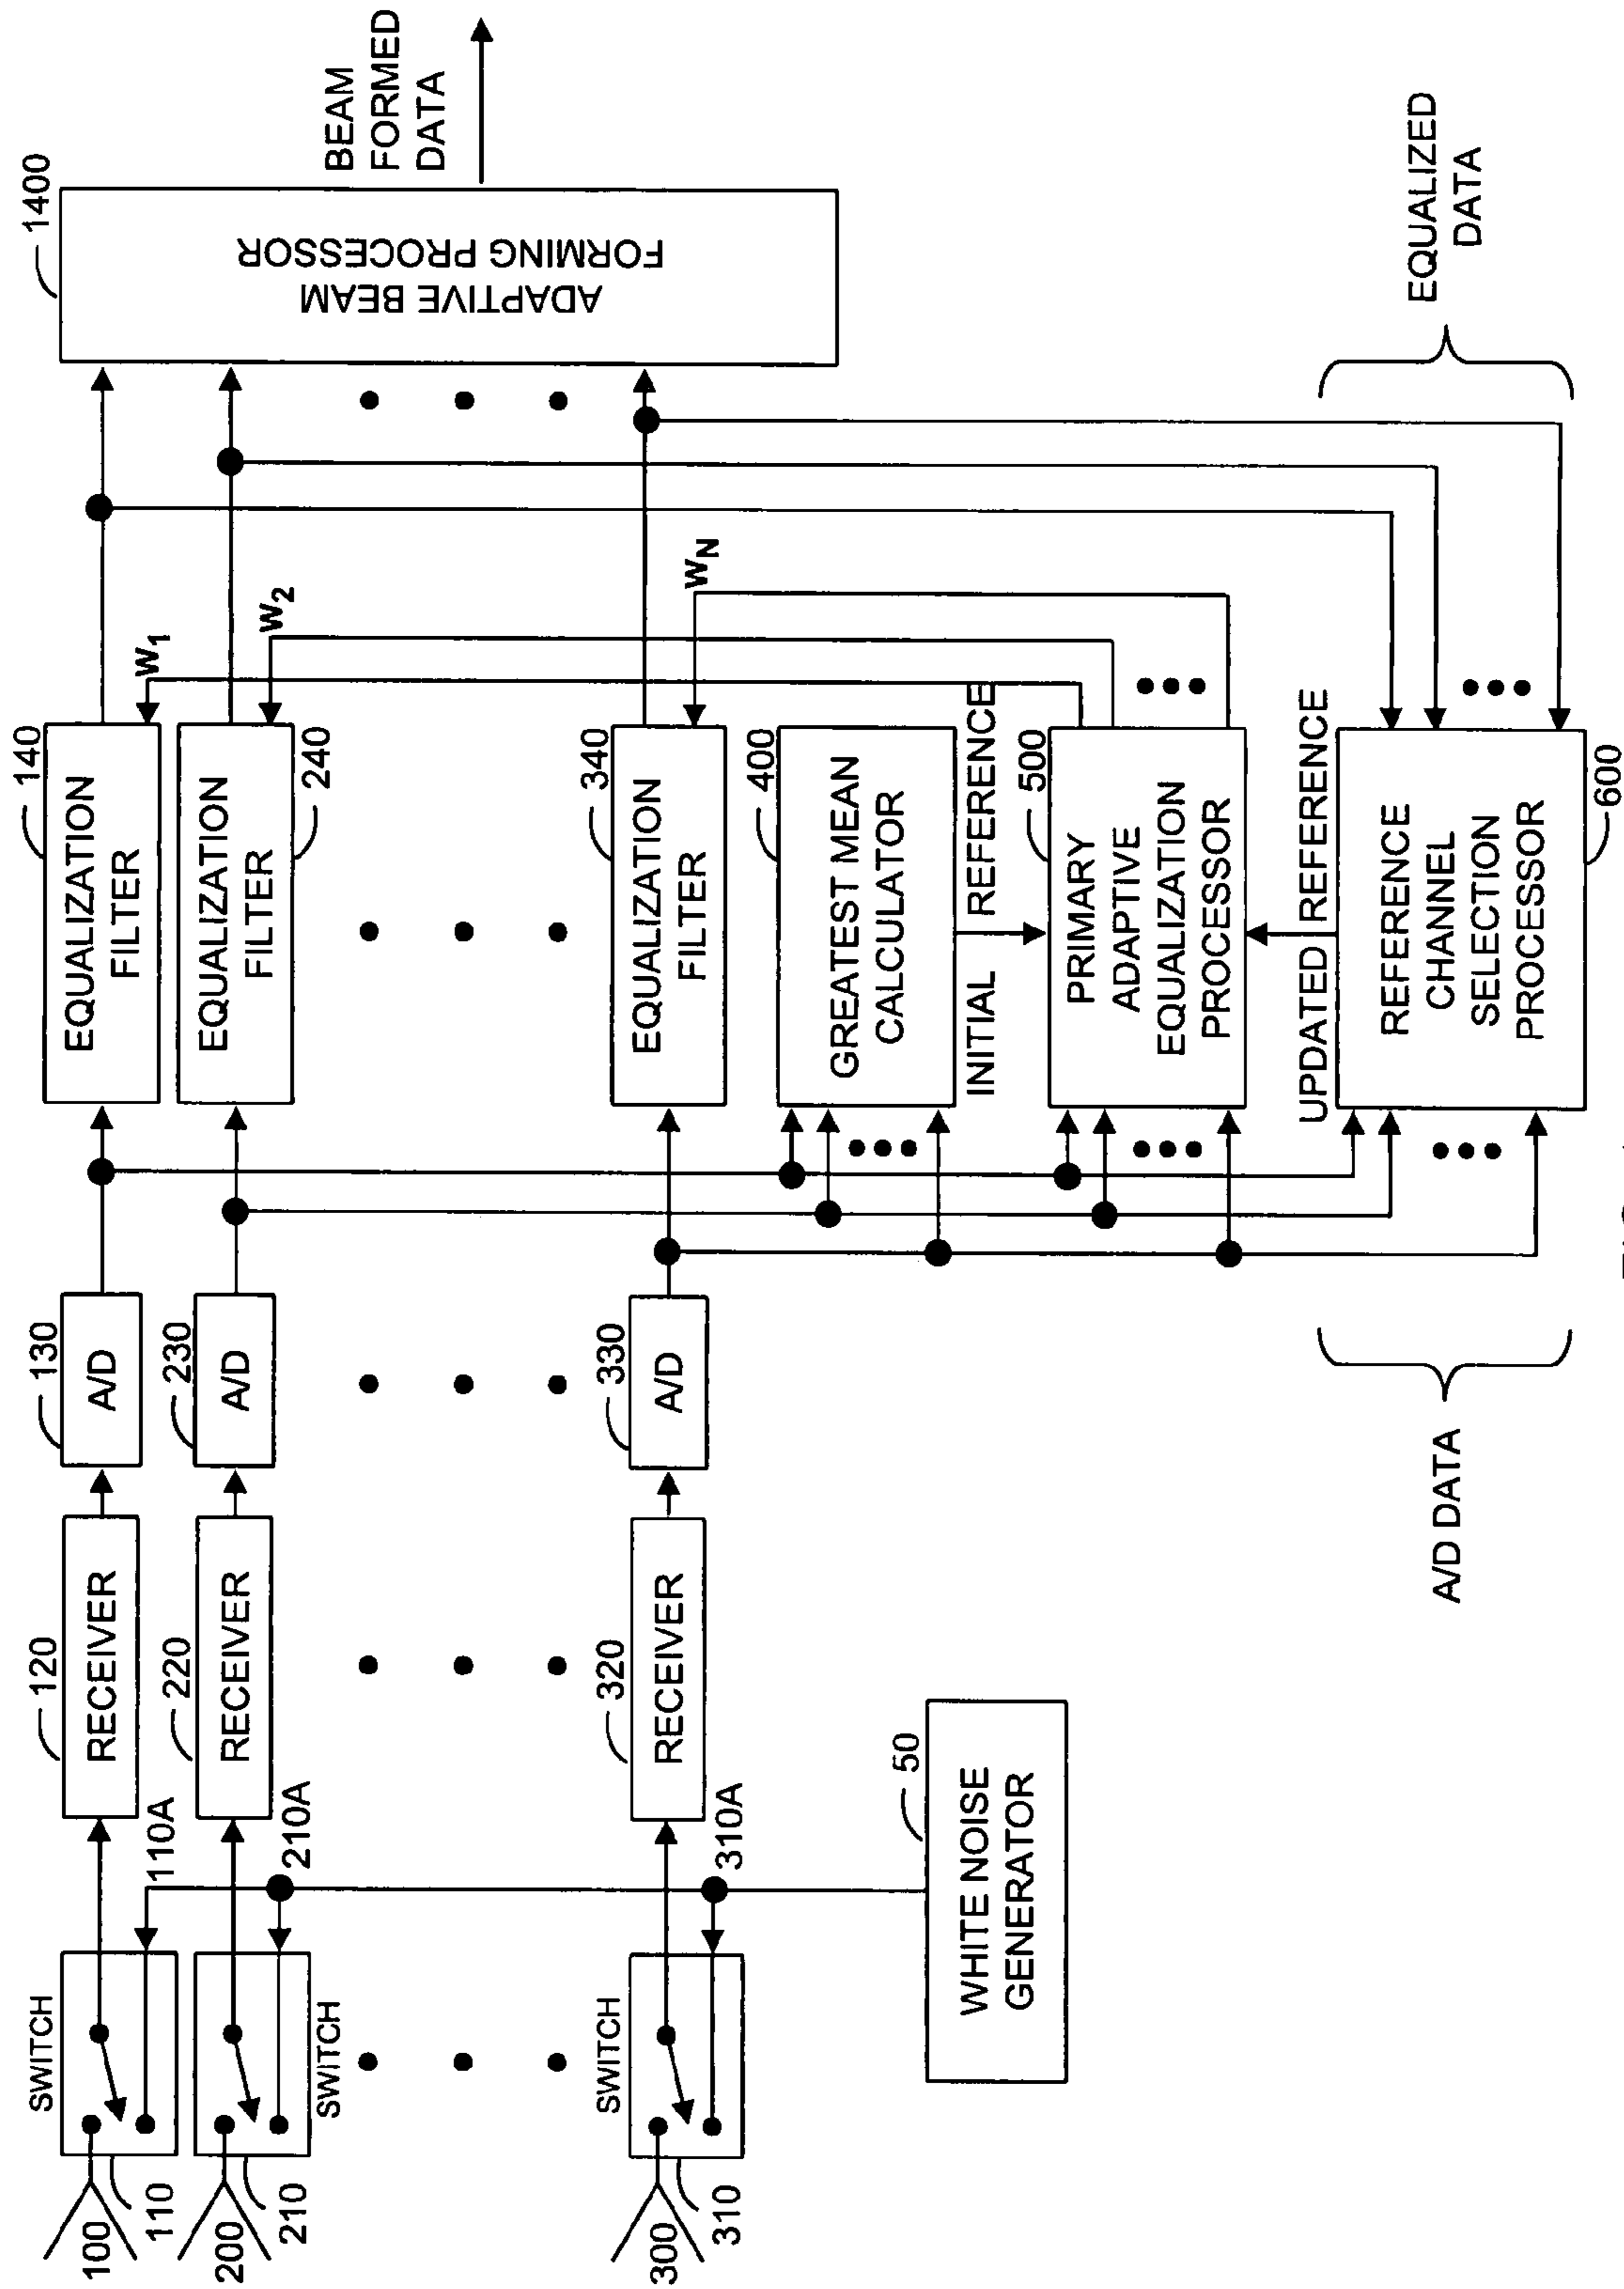 1400
BEAM
FORMED
DATA
ADAPTIVE BEAM
FORMING PROCESSOR
SWITCH
100
110
110A
120
RECEIVER
130
A/D
140
EQUALIZATION
FILTER
W1
200
210
SWITCH
210A
220
RECEIVER
230
A/D
EQUALIZATION
FILTER
240
W2
SWITCH
300
310
310A
320
RECEIVER
330
A/D
340
EQUALIZATION
FILTER
WN
50
WHITE NOISE
GENERATOR
400
GREATEST MEAN
CALCULATOR
INITIAL REFERENCE
500
PRIMARY
ADAPTIVE
EQUALIZATION
PROCESSOR
UPDATED REFERENCE
REFERENCE
CHANNEL
SELECTION
PROCESSOR
600
A/D DATA
EQUALIZED
DATA